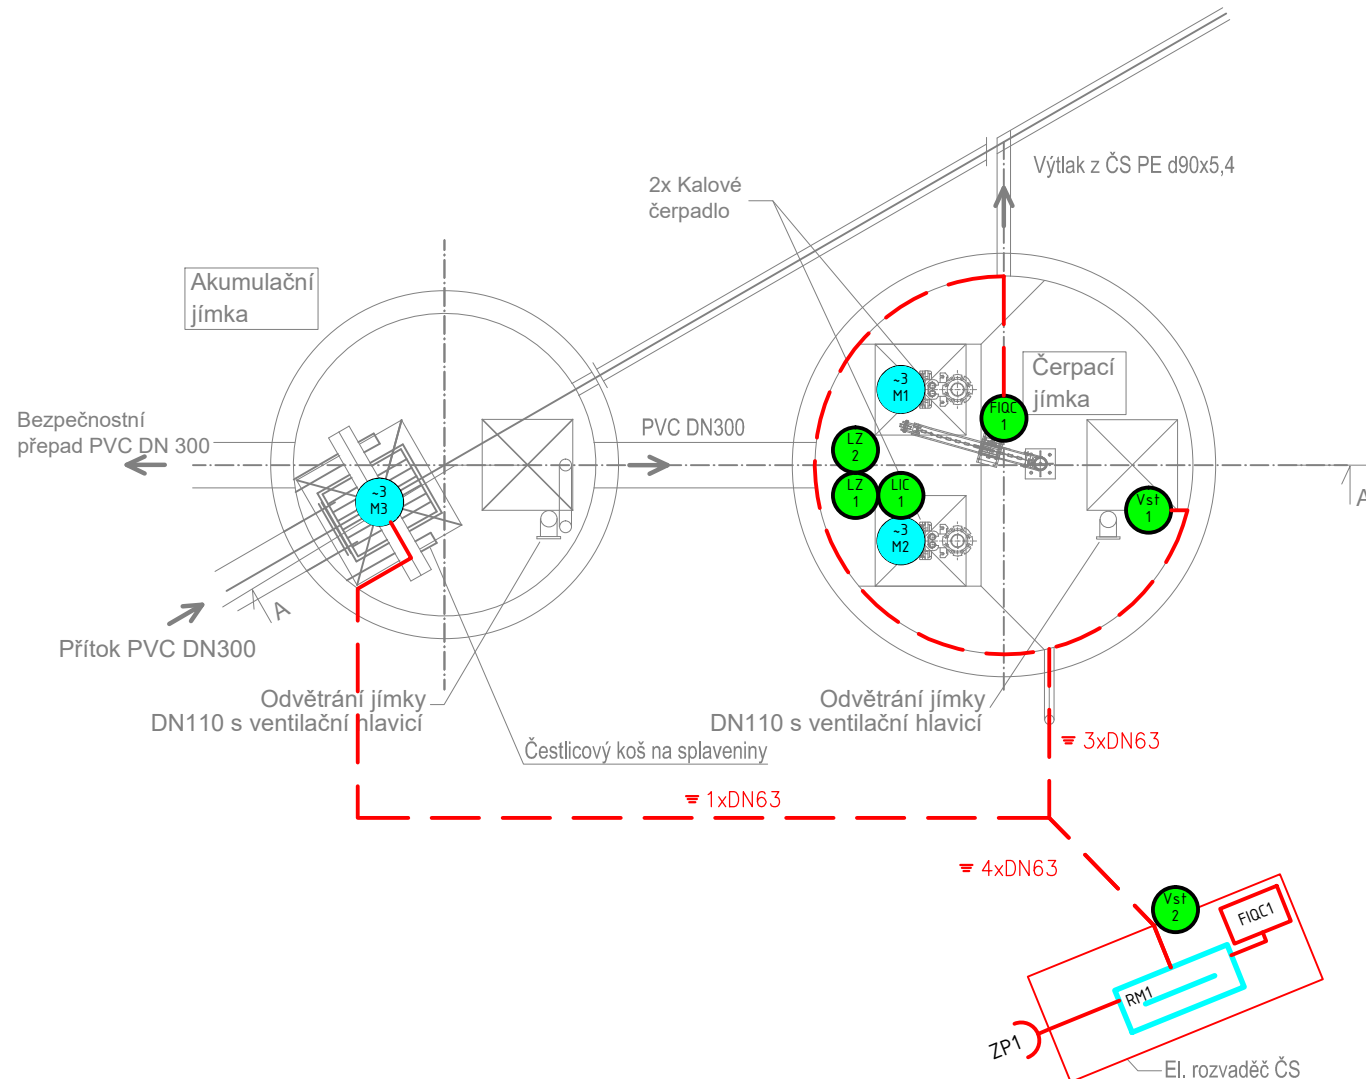 Výtlak z ČS PE d90x5,4
2x Kalové
čerpadlo
Akumulační
jímka
Čerpací
jímka
~3
M1
FIQC
1
Bezpečnostní
přepad PVC DN 300
PVC DN300
LZ
2
LZ
1
LIC
1
~3
M3
~3
M2
Vst
1
A
A
Přítok PVC DN300
Odvětrání jímky
DN110 s ventilační hlavicí
Odvětrání jímky
DN110 s ventilační hlavicí
Čestlicový koš na splaveniny
3xDN63
1xDN63
4xDN63
Vst
2
FIQC1
RM1
ZP1
El. rozvaděč ČS